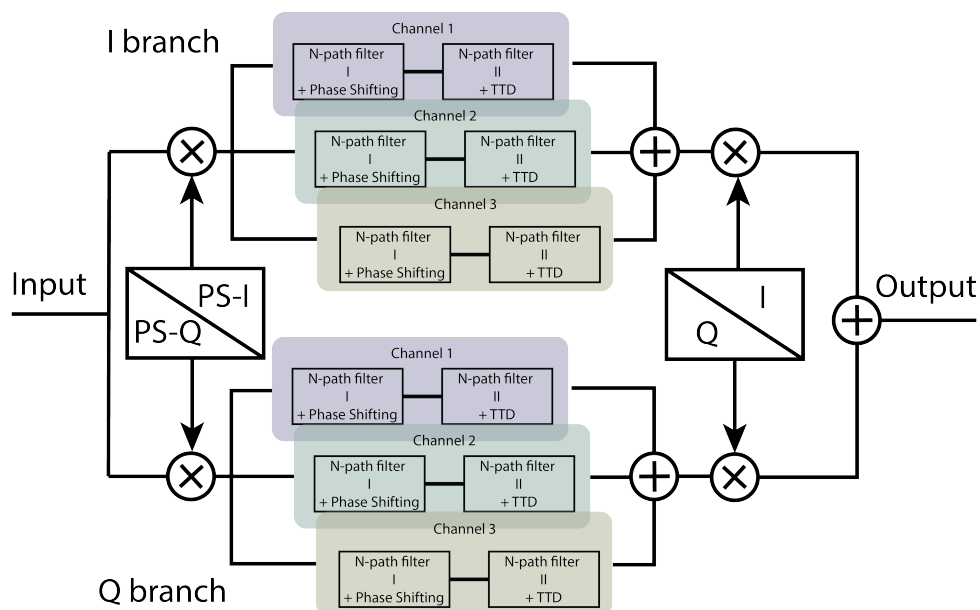 I branch
Channel 1
N-path filter
I
+ Phase Shifting
N-path filter
II
+ TTD
Channel 2
N-path filter
I
+ Phase Shifting
N-path filter
II
+ TTD
Channel 3
N-path filter
I
+ Phase Shifting
N-path filter
II
+ TTD
Input
PS-I
PS-Q
I
Q
Output
Channel 1
N-path filter
I
+ Phase Shifting
N-path filter
II
+ TTD
Channel 2
N-path filter
I
+ Phase Shifting
N-path filter
II
+ TTD
Channel 3
N-path filter
I
+ Phase Shifting
N-path filter
II
+ TTD
Q branch